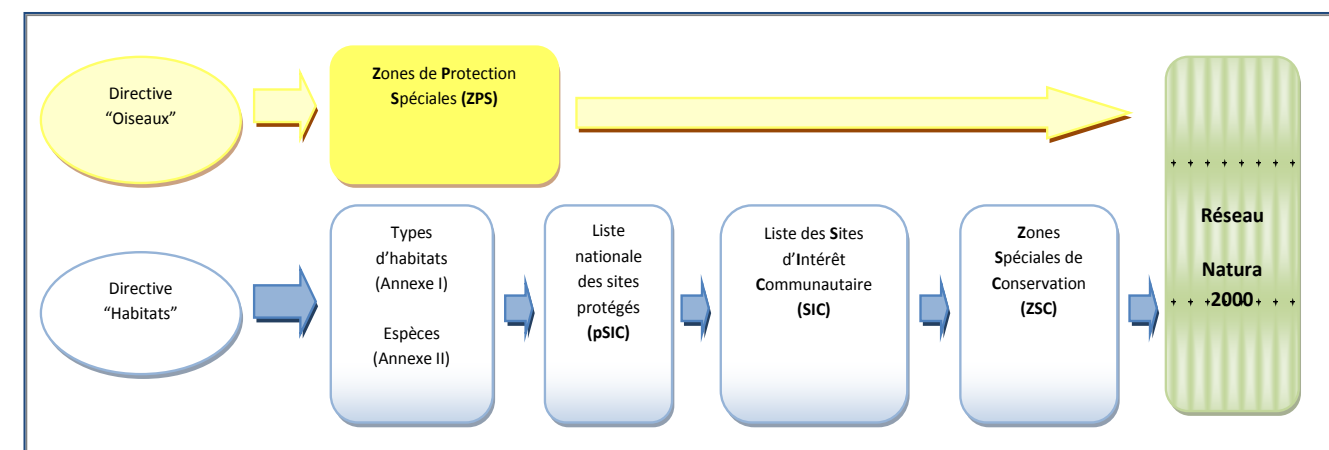 Directive
“Oiseaux”
Zones de Protection
Spéciales (ZPS)
Directive
“Habitats”
Types
d’habitats
(Annexe I)
Espèces
(Annexe II)
Liste
nationale
des sites
protégés
(pSIC)
Liste des Sites
d’Intérêt
Communautaire
(SIC)
Zones
Spéciales de
Conservation
(ZSC)
Réseau
Natura
2000